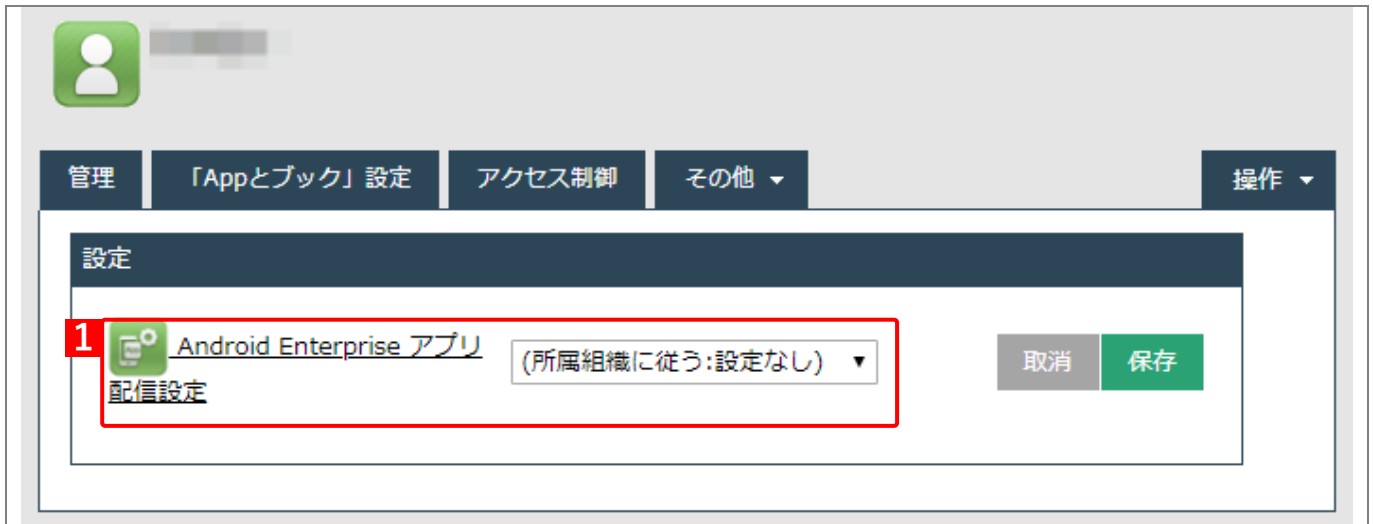 管理 「Appとブック」設定 アクセス制御 その他 ▼ 操作 ▼
設定
1
Android Enterprise アプリ
配信設定
(所属組織に従う:設定なし) ▼
取消 保存